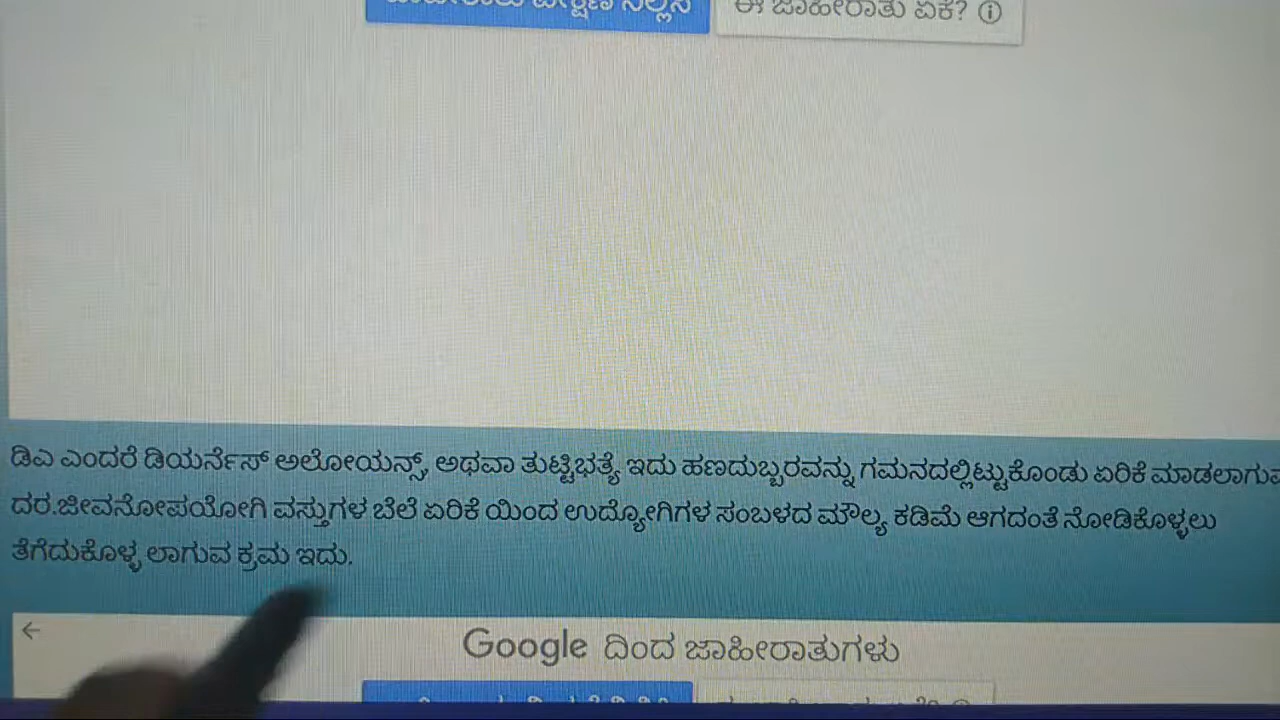 ಈ ಜಾಹೀರಾತು ಏಕೆ? ⓘ
ಡಿಎ ಎಂದರೆ ಡಿಯರ್ನೆಸ್ ಅಲೋಯನ್ಸ್, ಅಥವಾ ತುಟ್ಟಿಭತ್ಯೆ ಇದು ಹಣದುಬ್ಬರವನ್ನು ಗಮನದಲ್ಲಿಟ್ಟುಕೊಂಡು ಏರಿಕೆ ಮಾಡಲಾಗುವ
ದರ.ಜೀವನೋಪಯೋಗಿ ವಸ್ತುಗಳ ಬೆಲೆ ಏರಿಕೆ ಯಿಂದ ಉದ್ಯೋಗಿಗಳ ಸಂಬಳದ ಮೌಲ್ಯ ಕಡಿಮೆ ಆಗದಂತೆ ನೋಡಿಕೊಳ್ಳಲು
ತೆಗೆದುಕೊಳ್ಳ ಲಾಗುವ ಕ್ರಮ ಇದು.
Google ದಿಂದ ಜಾಹೀರಾತುಗಳು